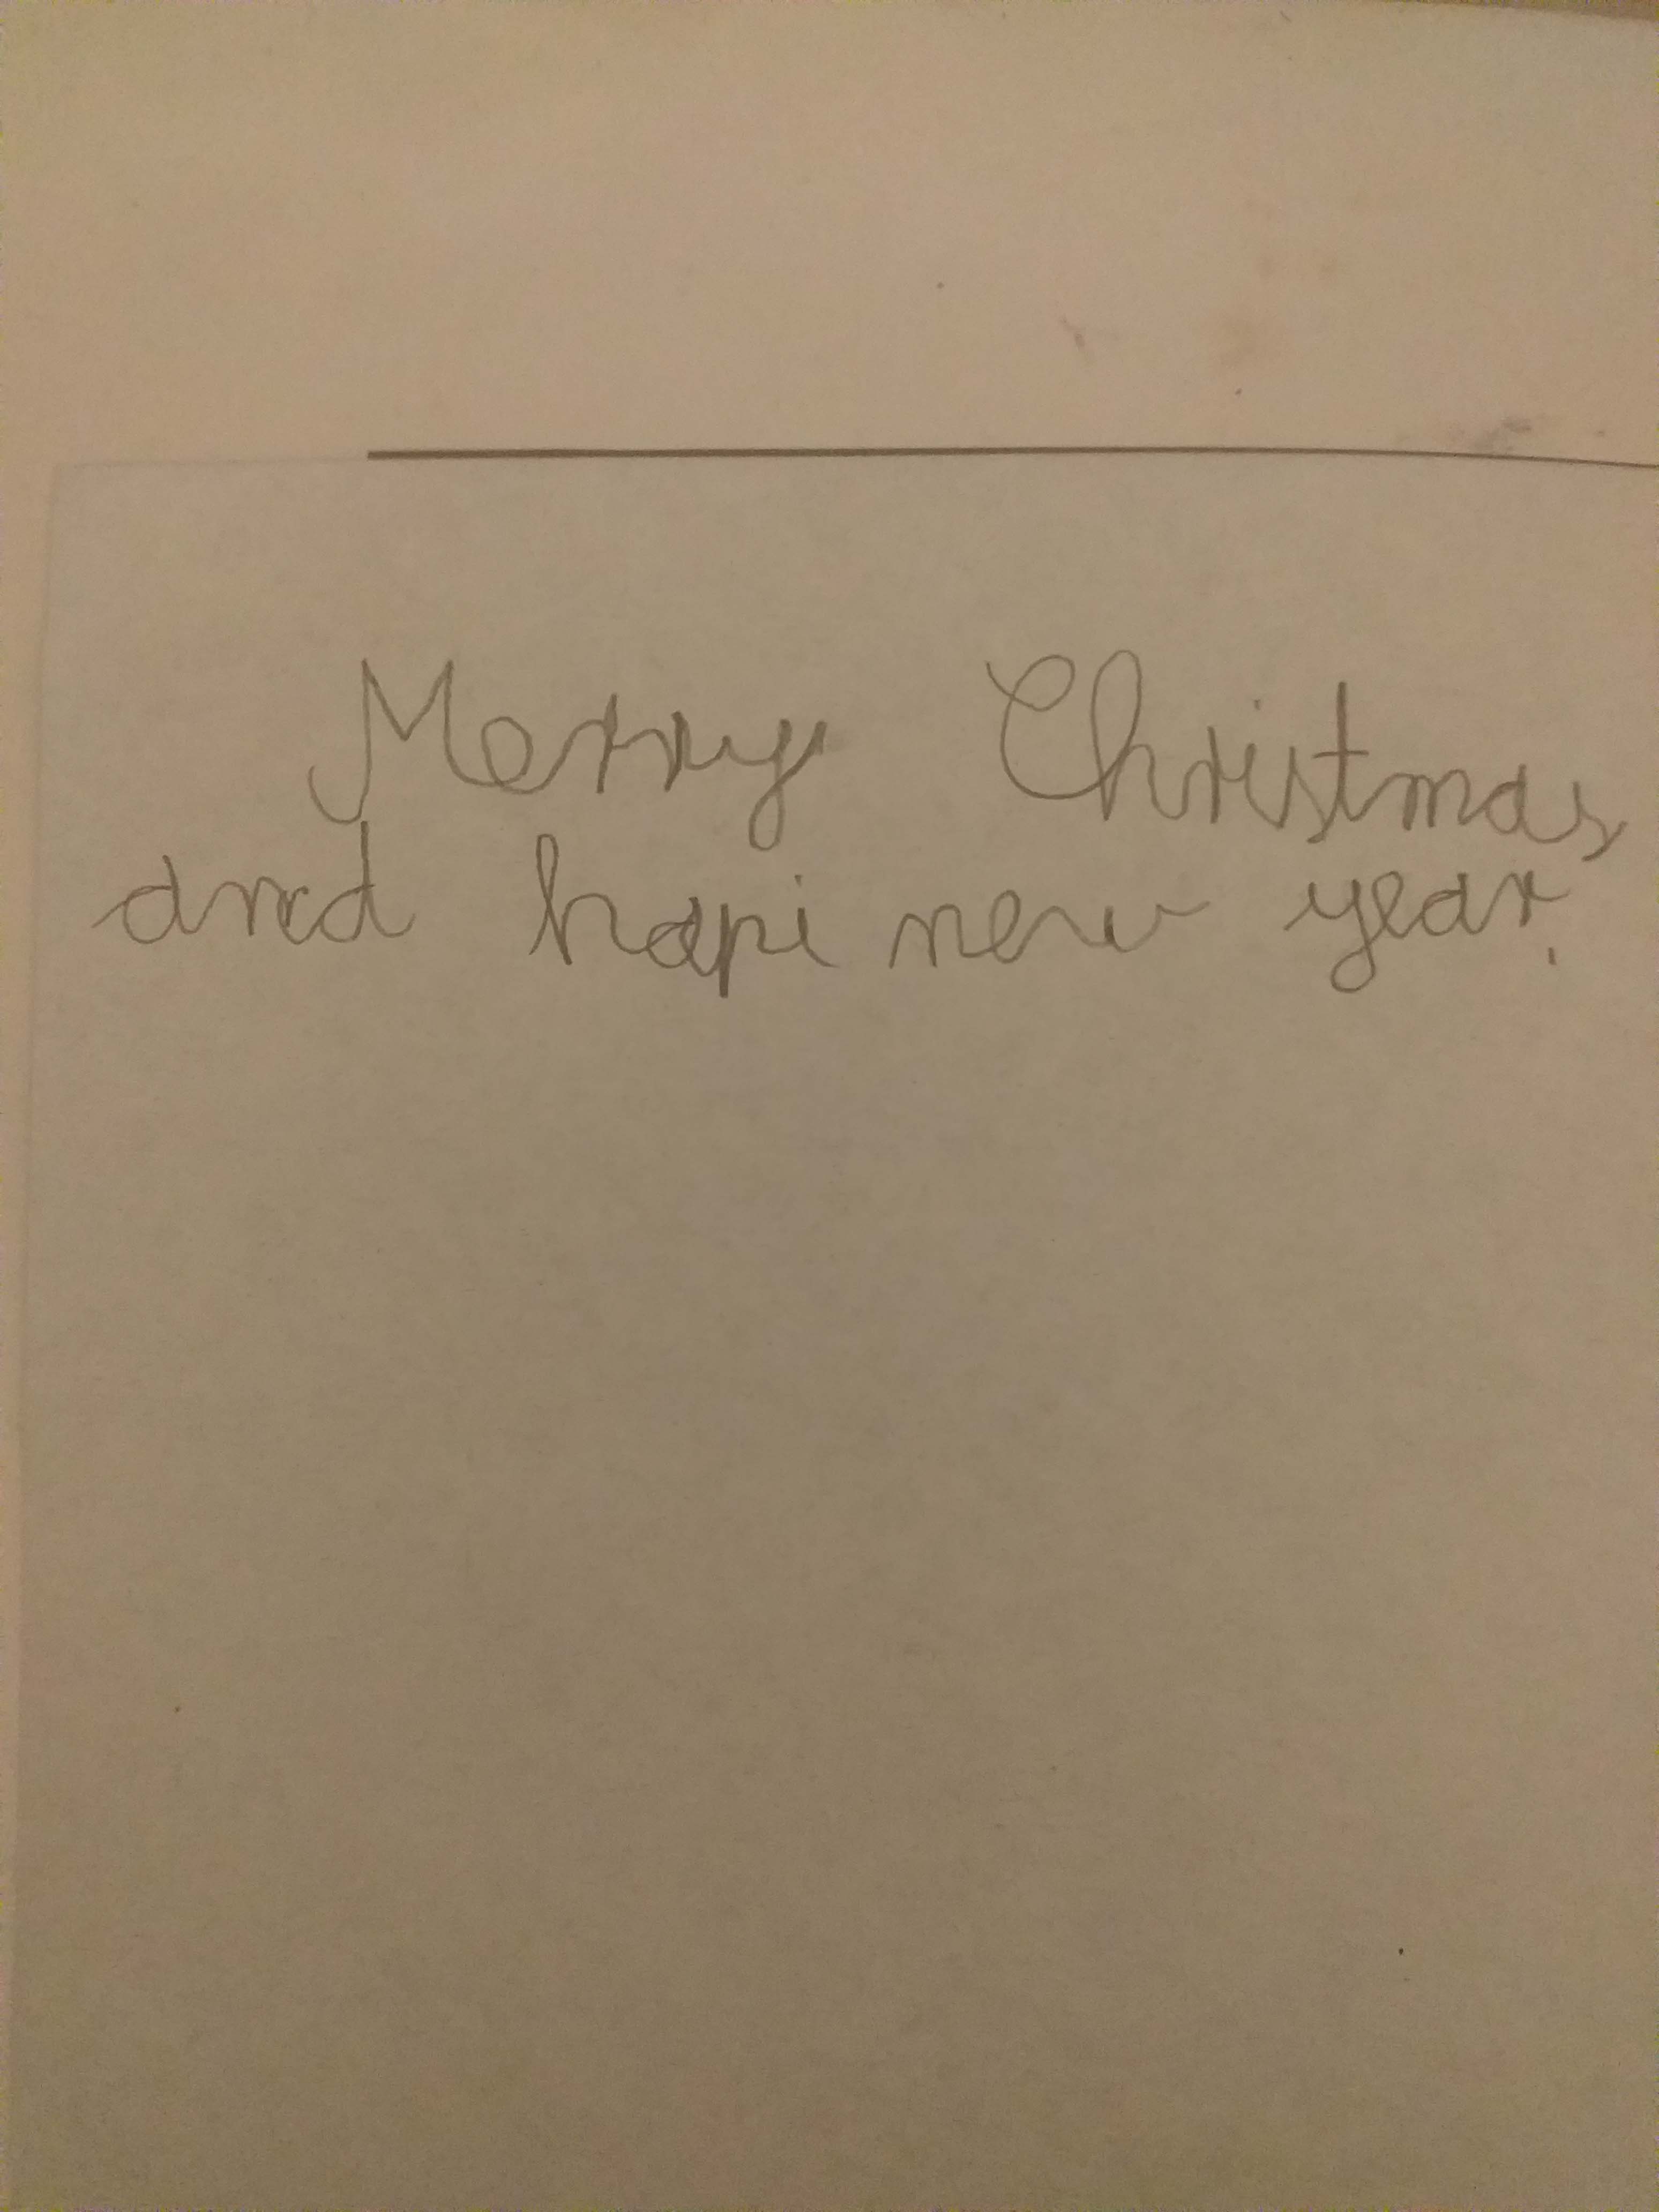 Merry Christmas
and hapi new year.